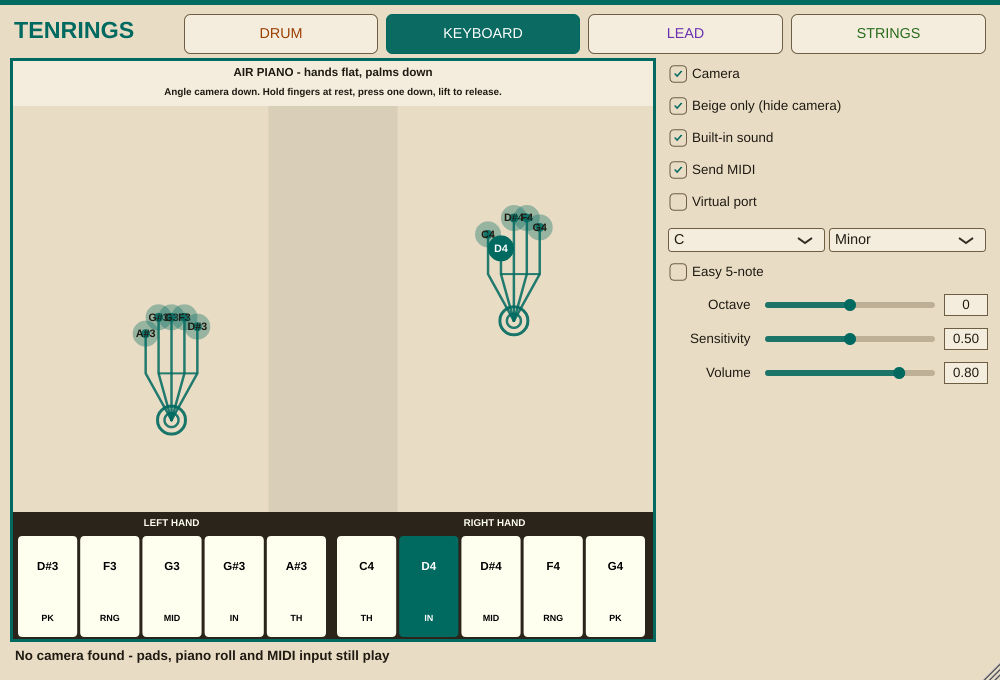 TENRINGS
DRUM
KEYBOARD
LEAD
STRINGS
AIR PIANO - hands flat, palms down
Angle camera down. Hold fingers at rest, press one down, lift to release.
Camera
Beige only (hide camera)
Built-in sound
Send MIDI
Virtual port
C
Minor
Easy 5-note
Octave
0
Sensitivity
0.50
Volume
0.80
C4
D4
D#4
F4
G4
A#3
G#3
G3
F3
D#3
LEFT HAND
RIGHT HAND
D#3
F3
G3
G#3
A#3
C4
D4
D#4
F4
G4
PK
RNG
MID
IN
TH
TH
IN
MID
RNG
PK
No camera found - pads, piano roll and MIDI input still play